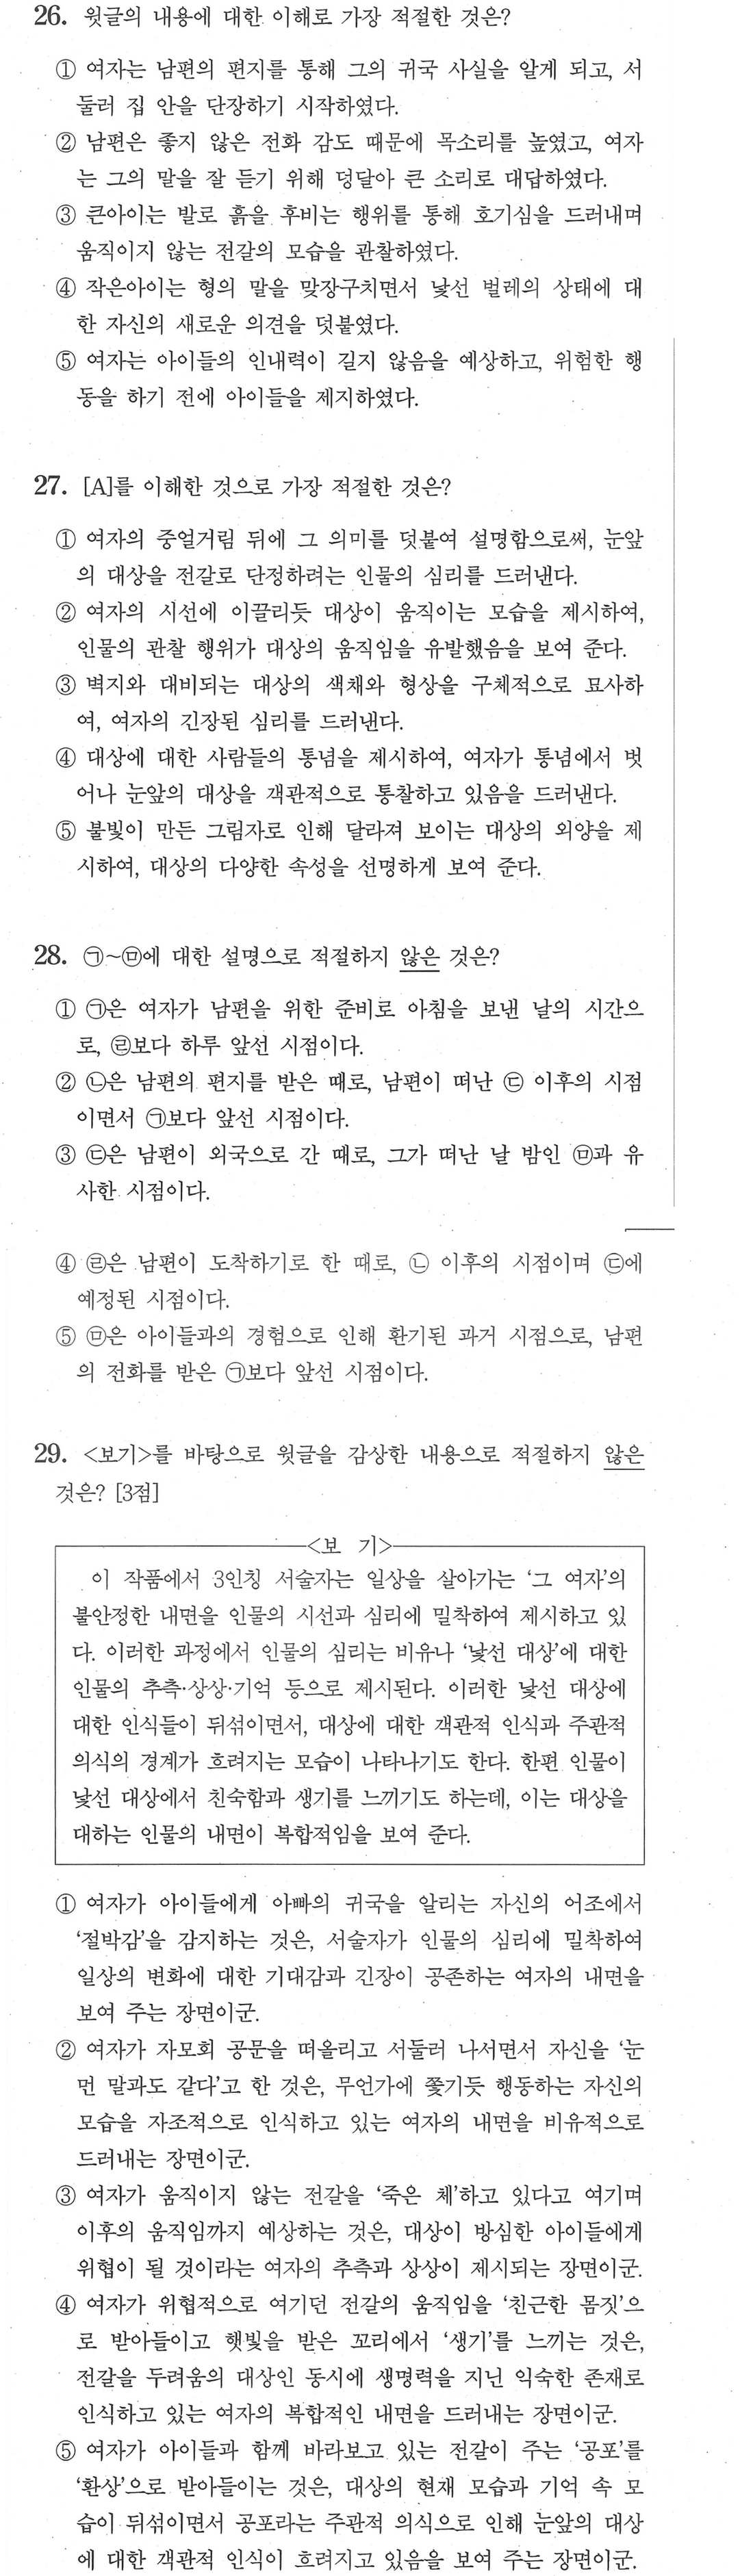 26. 윗글의 내용에 대한 이해로 가장 적절한 것은?
① 여자는 남편의 편지를 통해 그의 귀국 사실을 알게 되고, 서
둘러 집 안을 단장하기 시작하였다.
② 남편은 좋지 않은 전화 감도 때문에 목소리를 높였고, 여자
는 그의 말을 잘 듣기 위해 덩달아 큰 소리로 대답하였다.
③ 큰아이는 발로 흙을 후비는 행위를 통해 호기심을 드러내며
움직이지 않는 전갈의 모습을 관찰하였다.
④ 작은아이는 형의 말을 맞장구치면서 낯선 벌레의 상태에 대
한 자신의 새로운 의견을 덧붙였다.
⑤ 여자는 아이들의 인내력이 길지 않음을 예상하고, 위험한 행
동을 하기 전에 아이들을 제지하였다.
27. [A]를 이해한 것으로 가장 적절한 것은?
① 여자의 중얼거림 뒤에 그 의미를 덧붙여 설명함으로써, 눈앞
의 대상을 전갈로 단정하려는 인물의 심리를 드러낸다.
② 여자의 시선에 이끌리듯 대상이 움직이는 모습을 제시하여,
인물의 관찰 행위가 대상의 움직임을 유발했음을 보여 준다.
③ 벽지와 대비되는 대상의 색채와 형상을 구체적으로 묘사하
여, 여자의 긴장된 심리를 드러낸다.
④ 대상에 대한 사람들의 통념을 제시하여, 여자가 통념에서 벗
어나 눈앞의 대상을 객관적으로 통찰하고 있음을 드러낸다.
⑤ 불빛이 만든 그림자로 인해 달라져 보이는 대상의 외양을 제
시하여, 대상의 다양한 속성을 선명하게 보여 준다.
28. ㉠~㉤에 대한 설명으로 적절하지 않은 것은?
① ㉠은 여자가 남편을 위한 준비로 아침을 보낸 날의 시간으
로, ㉣보다 하루 앞선 시점이다.
② ㉡은 남편의 편지를 받은 때로, 남편이 떠난 ㉢ 이후의 시점
이면서 ㉠보다 앞선 시점이다.
③ ㉢은 남편이 외국으로 간 때로, 그가 떠난 날 밤인 ㉤과 유
사한 시점이다.
④ ㉣은 남편이 도착하기로 한 때로, ㉡ 이후의 시점이며 ㉢에
예정된 시점이다.
⑤ ㉤은 아이들과의 경험으로 인해 환기된 과거 시점으로, 남편
의 전화를 받은 ㉠보다 앞선 시점이다.
29. <보기>를 바탕으로 윗글을 감상한 내용으로 적절하지 않은
것은? [3점]
<보 기>
이 작품에서 3인칭 서술자는 일상을 살아가는 ‘그 여자’의
불안정한 내면을 인물의 시선과 심리에 밀착하여 제시하고 있
다. 이러한 과정에서 인물의 심리는 비유나 ‘낯선 대상’에 대한
인물의 추측·상상·기억 등으로 제시된다. 이러한 낯선 대상에
대한 인식들이 뒤섞이면서, 대상에 대한 객관적 인식과 주관적
의식의 경계가 흐려지는 모습이 나타나기도 한다. 한편 인물이
낯선 대상에서 친숙함과 생기를 느끼기도 하는데, 이는 대상을
대하는 인물의 내면이 복합적임을 보여 준다.
① 여자가 아이들에게 아빠의 귀국을 알리는 자신의 어조에서
‘절박감’을 감지하는 것은, 서술자가 인물의 심리에 밀착하여
일상의 변화에 대한 기대감과 긴장이 공존하는 여자의 내면을
보여 주는 장면이군.
② 여자가 자모회 공문을 떠올리고 서둘러 나서면서 자신을 ‘눈
먼 말과도 같다’고 한 것은, 무언가에 쫓기듯 행동하는 자신의
모습을 자조적으로 인식하고 있는 여자의 내면을 비유적으로
드러내는 장면이군.
③ 여자가 움직이지 않는 전갈을 ‘죽은 체’하고 있다고 여기며
이후의 움직임까지 예상하는 것은, 대상이 방심한 아이들에게
위협이 될 것이라는 여자의 추측과 상상이 제시되는 장면이군.
④ 여자가 위협적으로 여기던 전갈의 움직임을 ‘친근한 몸짓’으
로 받아들이고 햇빛을 받은 꼬리에서 ‘생기’를 느끼는 것은,
전갈을 두려움의 대상인 동시에 생명력을 지닌 익숙한 존재로
인식하고 있는 여자의 복합적인 내면을 드러내는 장면이군.
⑤ 여자가 아이들과 함께 바라보고 있는 전갈이 주는 ‘공포’를
‘환상’으로 받아들이는 것은, 대상의 현재 모습과 기억 속 모
습이 뒤섞이면서 공포라는 주관적 의식으로 인해 눈앞의 대상
에 대한 객관적 인식이 흐려지고 있음을 보여 주는 장면이군.